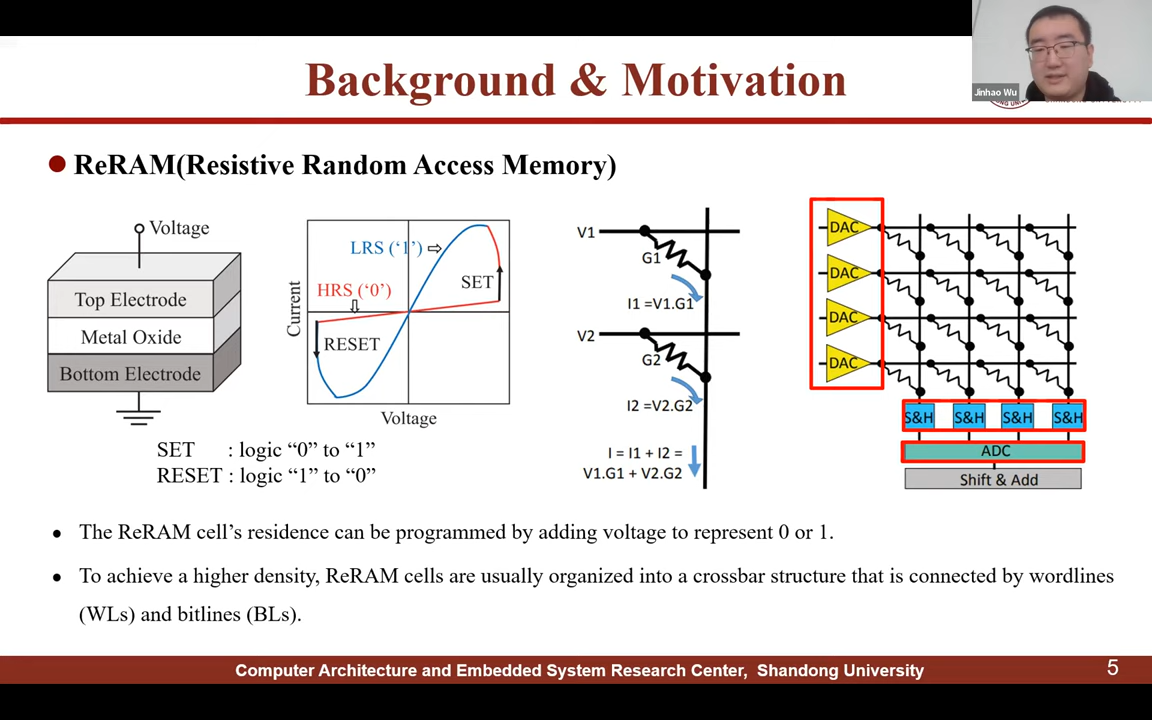 Background & Motivation
Jinhao Wu
ReRAM(Resistive Random Access Memory)
Voltage
Top Electrode
Metal Oxide
Bottom Electrode
Current
LRS (‘1’)
HRS (‘0’)
SET
RESET
Voltage
SET : logic “0” to “1”
RESET : logic “1” to “0”
V1
G1
I1 =V1.G1
V2
G2
I2 =V2.G2
I = I1 + I2 =
V1.G1 + V2.G2
DAC
DAC
DAC
DAC
S&H S&H S&H S&H
ADC
Shift & Add
• The ReRAM cell’s residence can be programmed by adding voltage to represent 0 or 1.
• To achieve a higher density, ReRAM cells are usually organized into a crossbar structure that is connected by wordlines
(WLs) and bitlines (BLs).
Computer Architecture and Embedded System Research Center, Shandong University
5